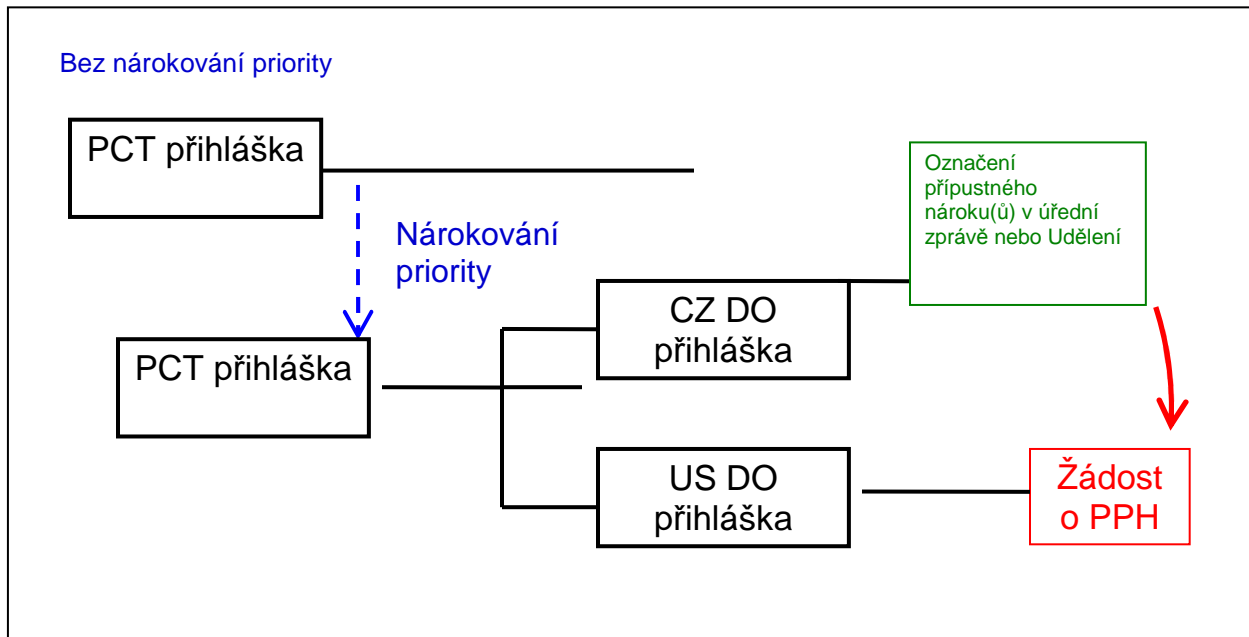 Bez nárokování priority
PCT přihláška
Označení
přípustného
nároku(ů) v úřední
zprávě nebo Udělení
Nárokování
priority
CZ DO
přihláška
PCT přihláška
US DO
přihláška
Žádost
o PPH